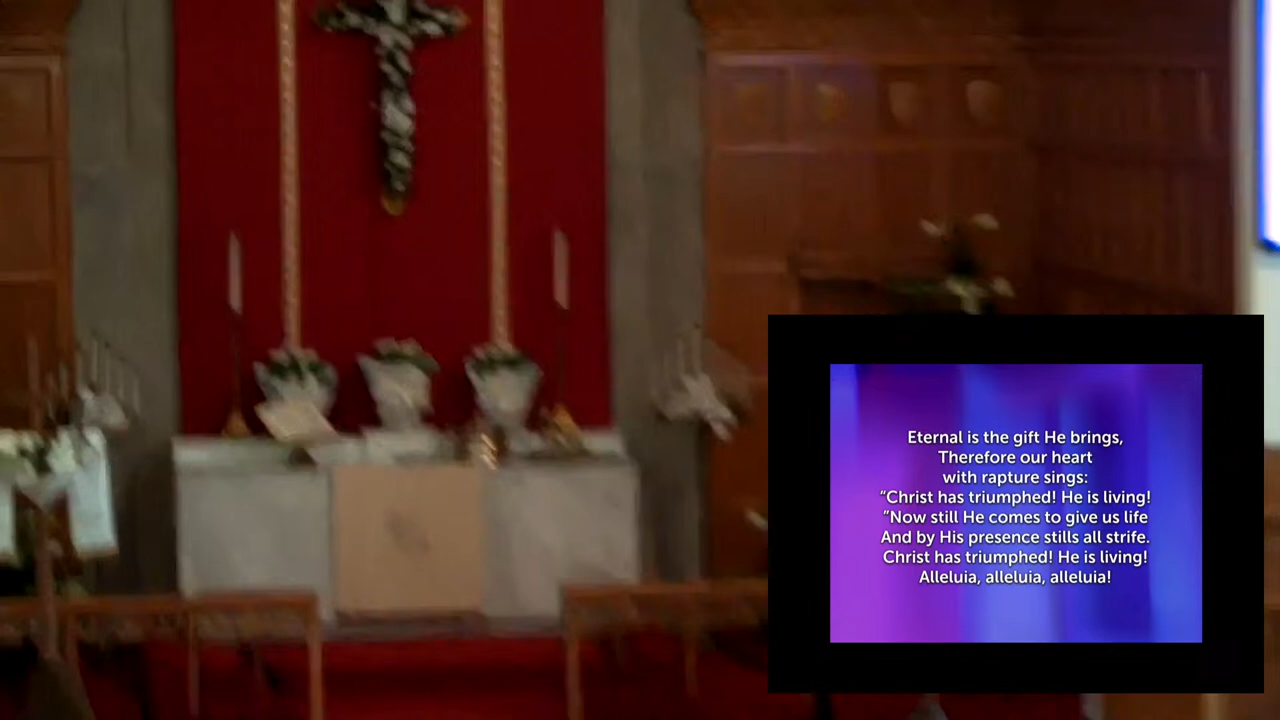 Eternal is the gift He brings,
Therefore our heart
with rapture sings:
"Christ has triumphed! He is living!
"Now still He comes to give us life
And by His presence stills all strife.
Christ has triumphed! He is living!
Alleluia, alleluia, alleluia!